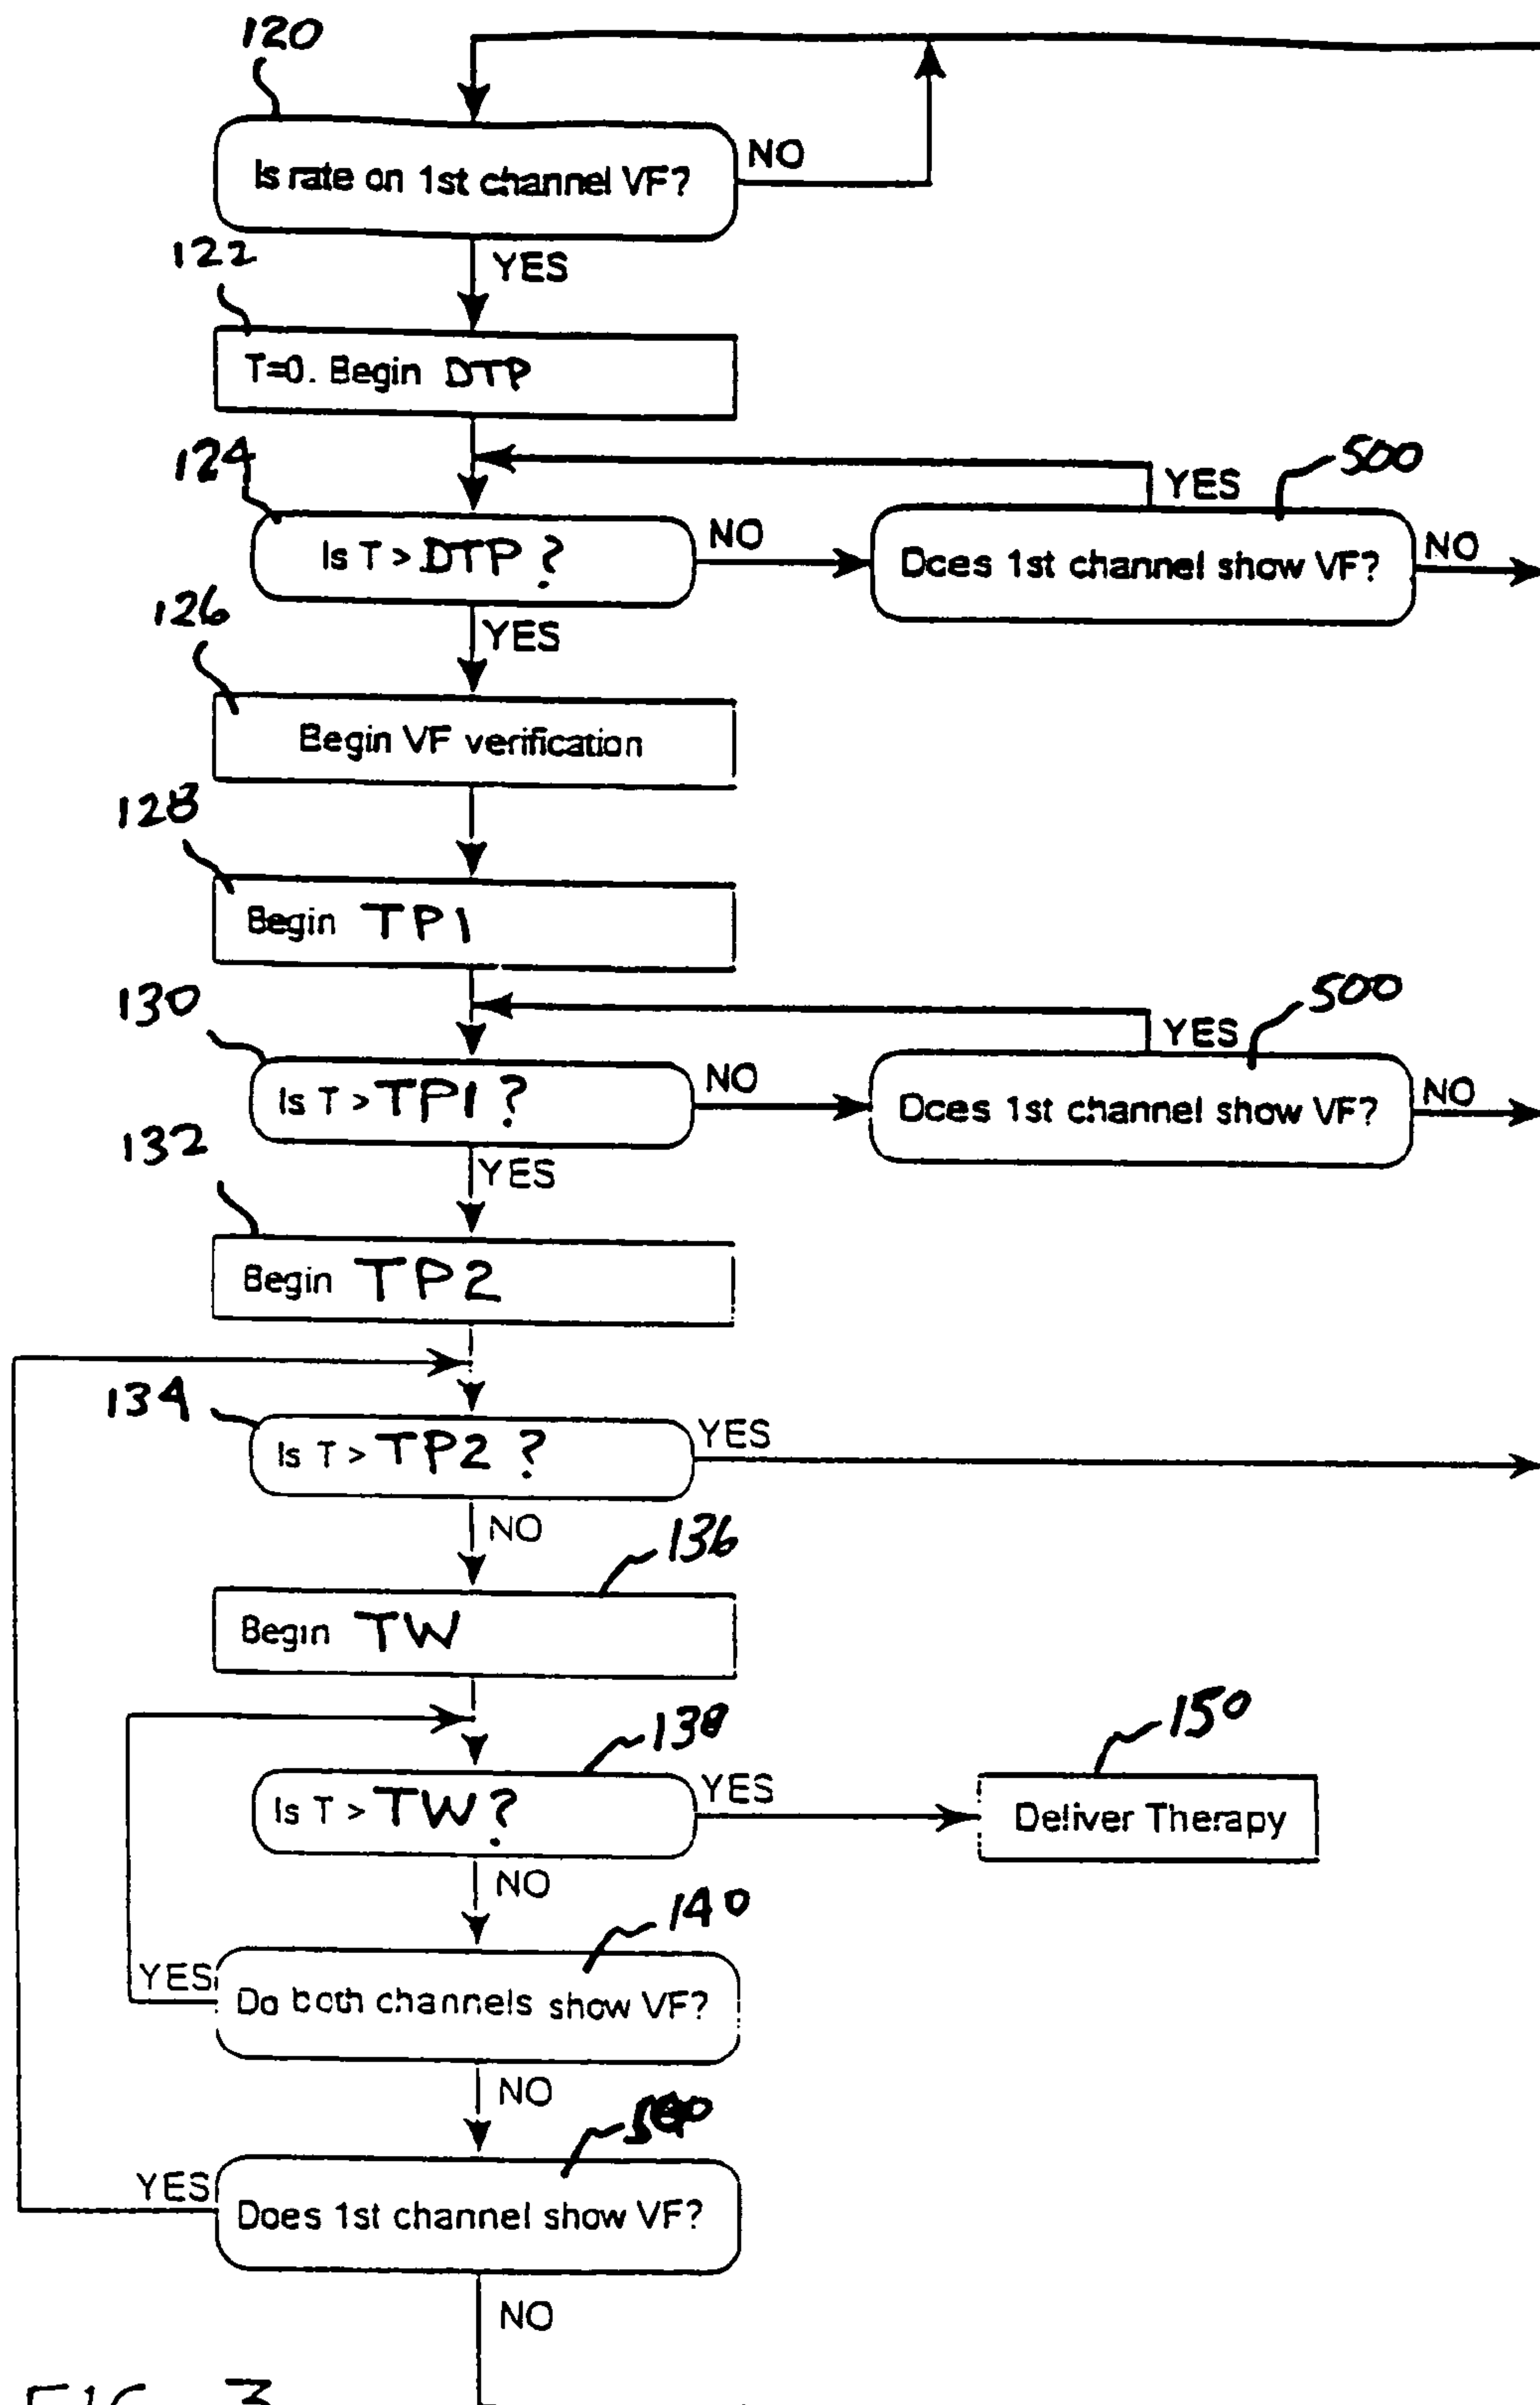 120
Is rate on 1st channel VF?
NO
YES
122
T=0. Begin DTP
124
Is T > DTP ?
NO
500
YES
Does 1st channel show VF?
NO
YES
126
Begin VF verification
128
Begin TP1
130
Is T > TP1 ?
NO
500
YES
Does 1st channel show VF?
NO
YES
132
Begin TP2
134
Is T > TP2 ?
YES
NO
136
Begin TW
138
Is T > TW ?
YES
150
Deliver Therapy
NO
140
YES
Do both channels show VF?
NO
YES
Does 1st channel show VF?
NO
FIG. 3